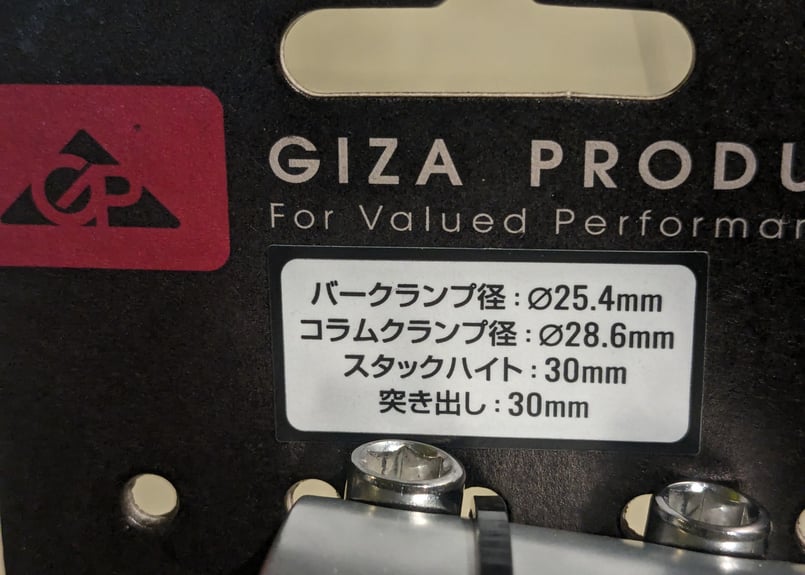 GP
GIZA PRODU
For Valued Performan
バークランプ径:Ø25.4mm
コラムクランプ径:Ø28.6mm
スタックハイト:30mm
突き出し:30mm